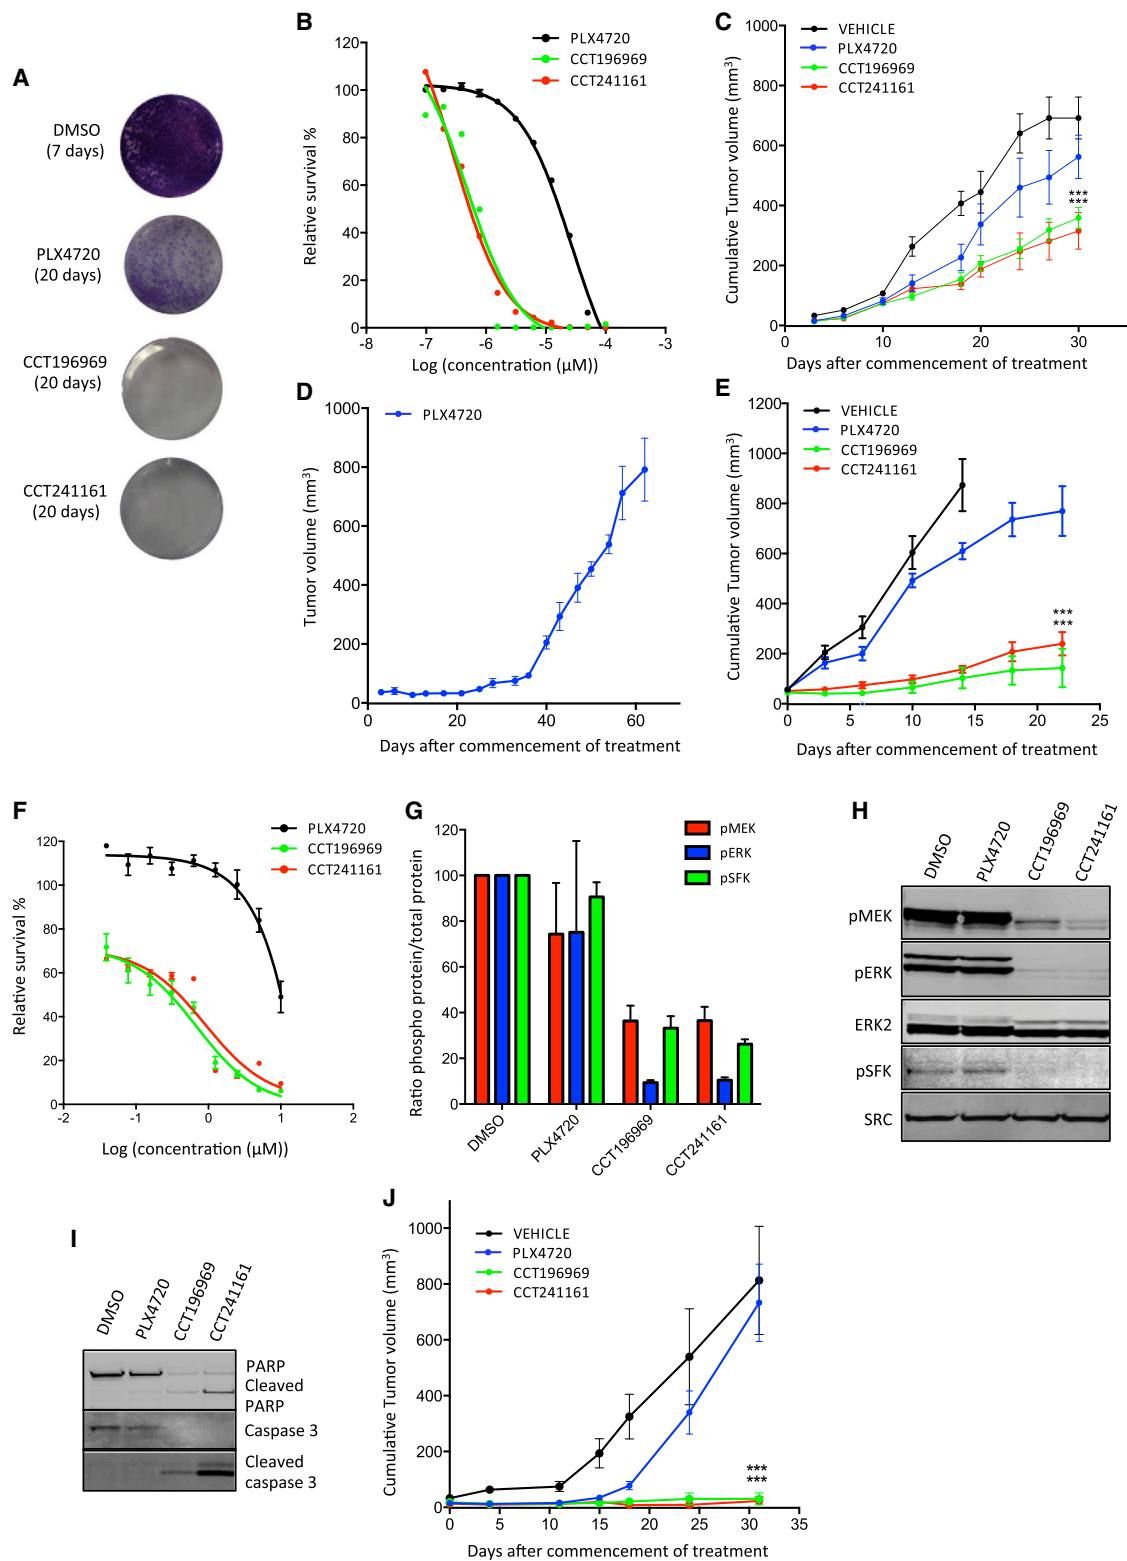 A
DMSO
(7 days)
PLX4720
(20 days)
CCT196969
(20 days)
CCT241161
(20 days)
B
PLX4720
CCT196969
CCT241161
Relative survival %
120
100
80
60
40
20
0
-8
-7
-6
-5
-4
-3
Log (concentration (μM))
C
VEHICLE
PLX4720
CCT196969
CCT241161
Cumulative Tumor volume (mm³)
1000
800
600
400
200
0
***
***
0
10
20
30
Days after commencement of treatment
D
PLX4720
Tumor volume (mm³)
1000
800
600
400
200
0
0
20
40
60
Days after commencement of treatment
E
VEHICLE
PLX4720
CCT196969
CCT241161
Cumulative Tumor volume (mm³)
1200
1000
800
600
400
200
0
***
***
0
5
10
15
20
25
Days after commencement of treatment
F
PLX4720
CCT196969
CCT241161
Relative survival %
120
100
80
60
40
20
0
-2
-1
0
1
2
Log (concentration (μM))
G
pMEK
pERK
pSFK
Ratio phospho protein/total protein
120
100
80
60
40
20
0
DMSO
PLX4720
CCT196969
CCT241161
H
DMSO
PLX4720
CCT196969
CCT241161
pMEK
pERK
ERK2
pSFK
SRC
I
DMSO
PLX4720
CCT196969
CCT241161
PARP
Cleaved
PARP
Caspase 3
Cleaved
caspase 3
J
VEHICLE
PLX4720
CCT196969
CCT241161
Cumulative Tumor volume (mm³)
1000
800
600
400
200
0
***
***
0
5
10
15
20
25
30
35
Days after commencement of treatment